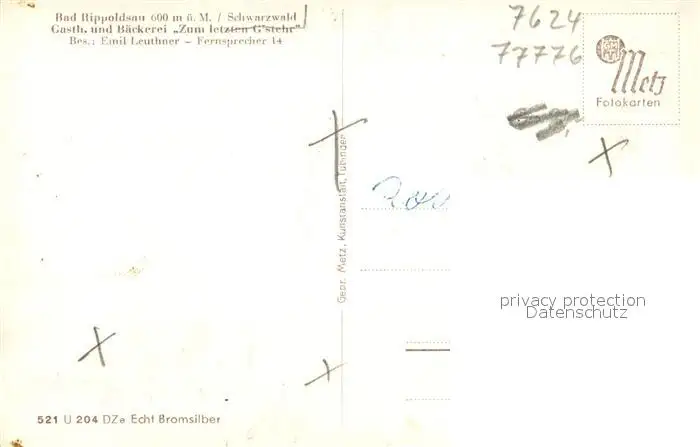 Bad Rippoldsau 600 m ü. M. / Schwarzwald
Gasth. und Bäckerei „Zum letzten G'stehr"
Bes.: Emil Leuthner – Fernsprecher 14
7624
77776
Metz
Fotokarten
Gebr. Metz, Kunstanstalt, Tübingen
privacy protection
Datenschutz
521 U 204 DZe Echt Bromsilber